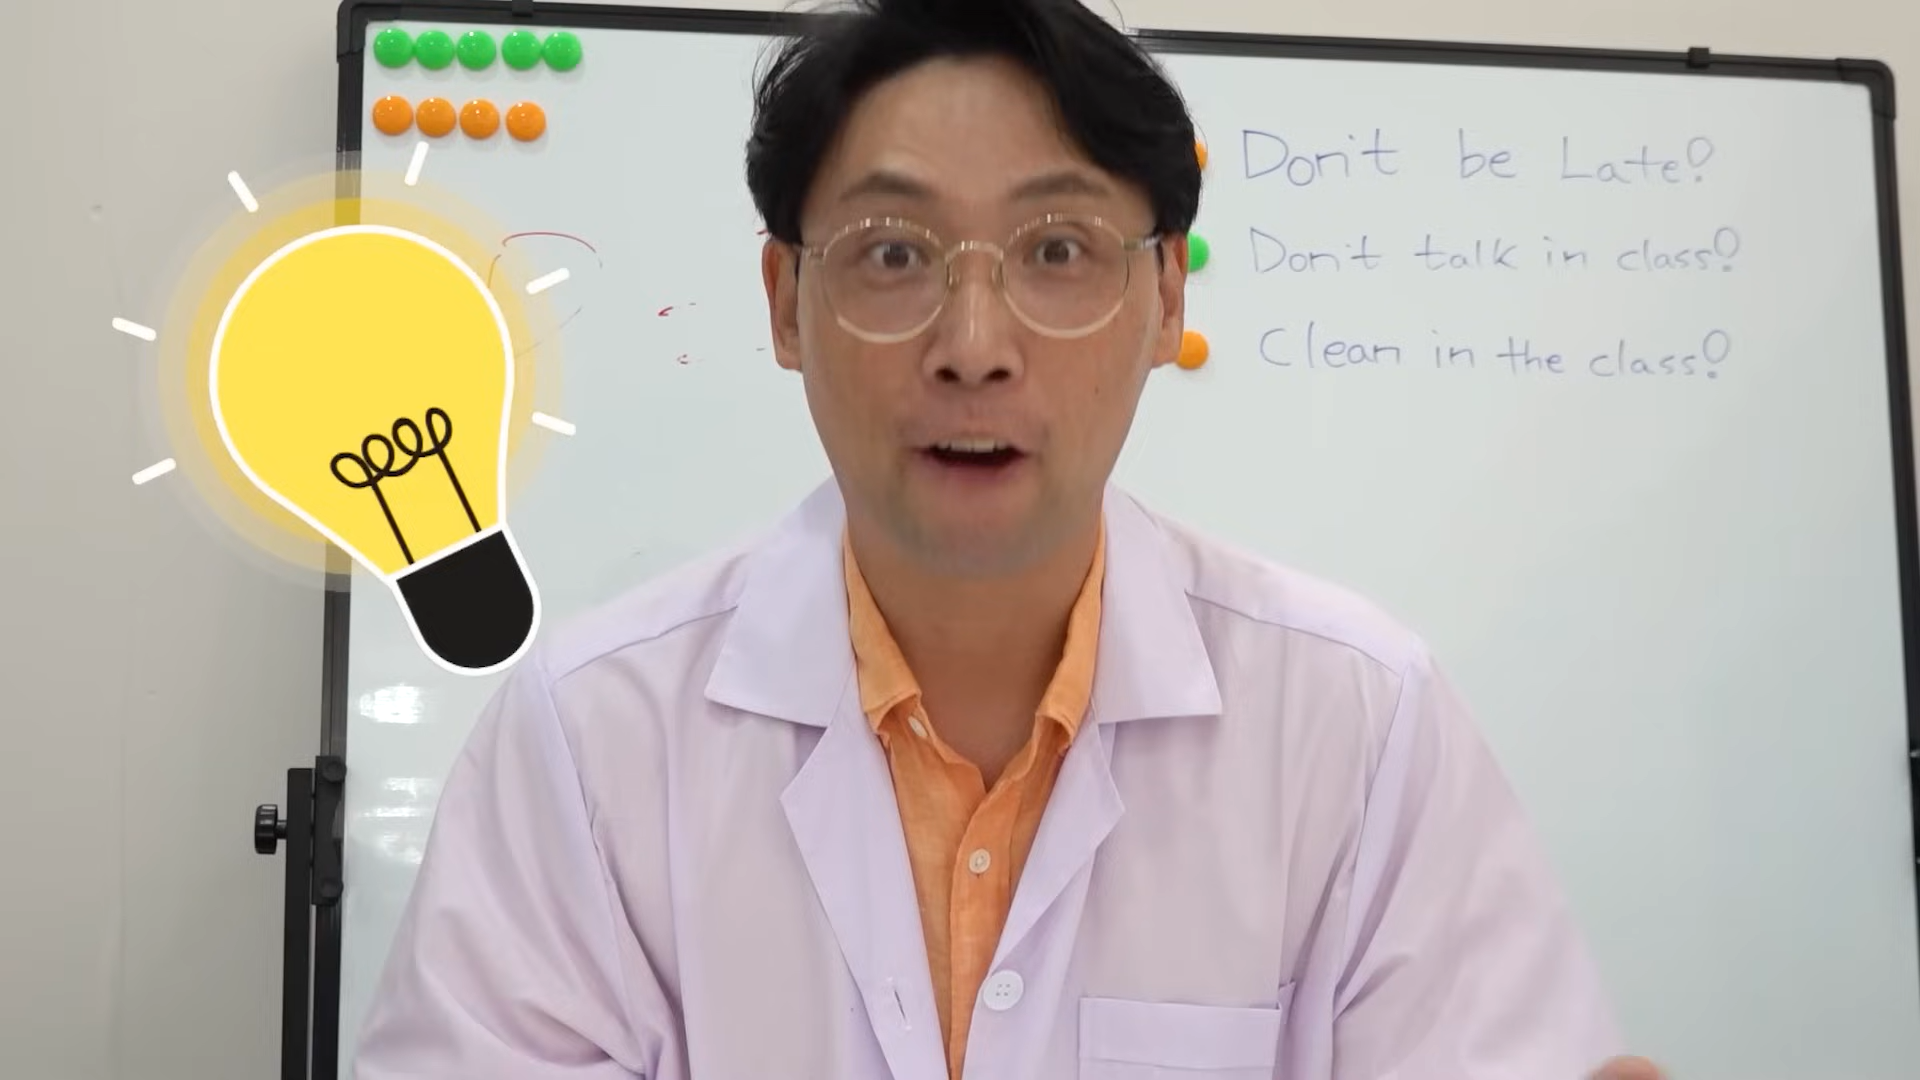 Don't be Late!
Don't talk in class!
Clean in the class!